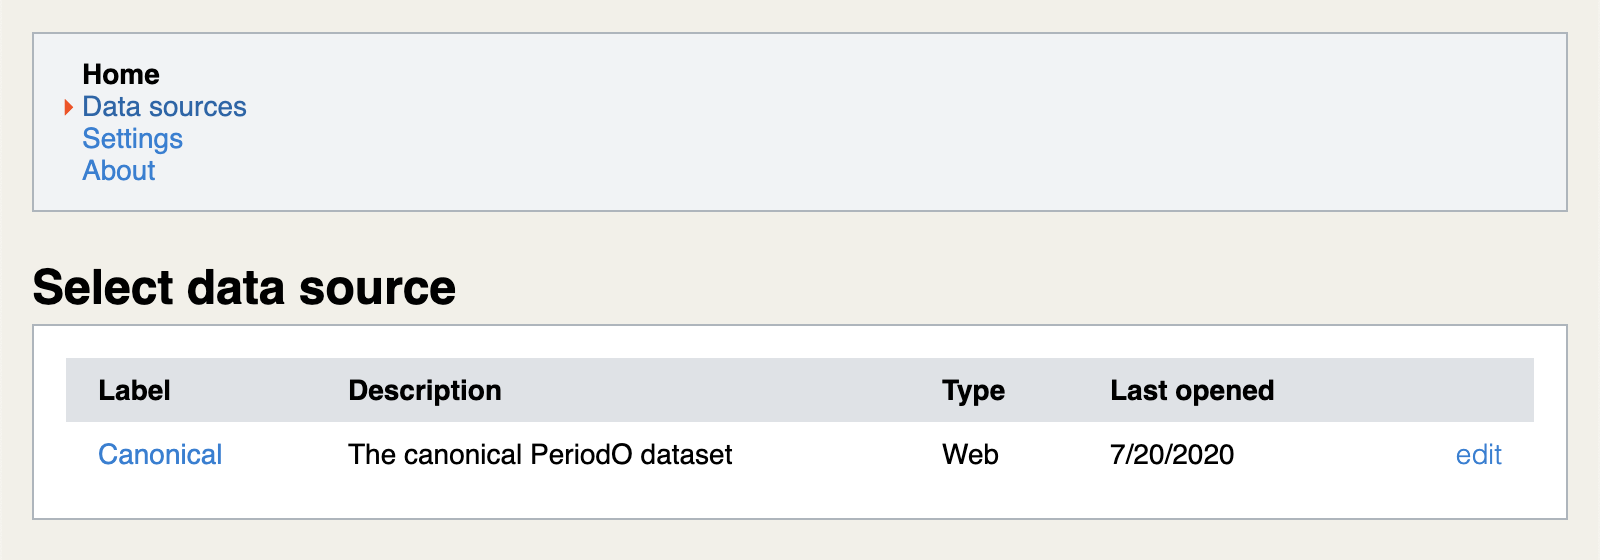 Home
Data sources
Settings
About
Select data source
Label Description Type Last opened
Canonical The canonical PeriodO dataset Web 7/20/2020 edit